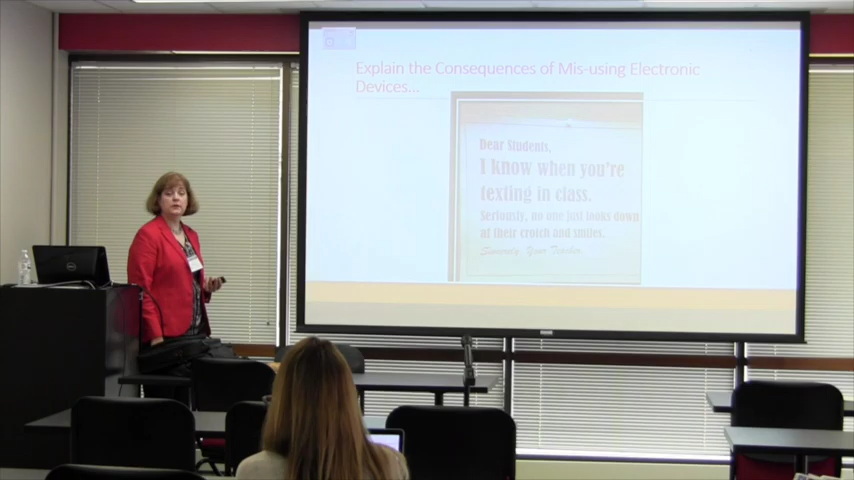 Explain the Consequences of Mis-using Electronic
Devices...
Dear Students,
I know when you're
texting in class.
Seriously, no one just looks down
at their crotch and smiles.
Sincerely, Your Teacher
DELL